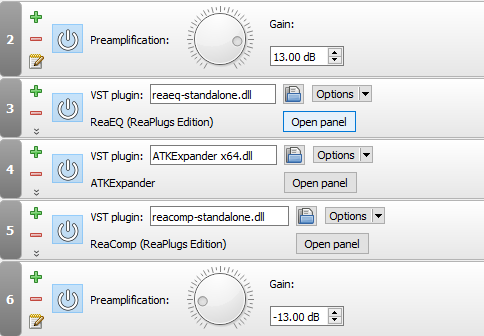 2
Preamplification:
Gain:
13.00 dB
3
VST plugin: reaeq-standalone.dll Options
ReaEQ (ReaPlugs Edition) Open panel
4
VST plugin: ATKExpander x64.dll Options
ATKExpander Open panel
5
VST plugin: reacomp-standalone.dll Options
ReaComp (ReaPlugs Edition) Open panel
6
Preamplification:
Gain:
-13.00 dB